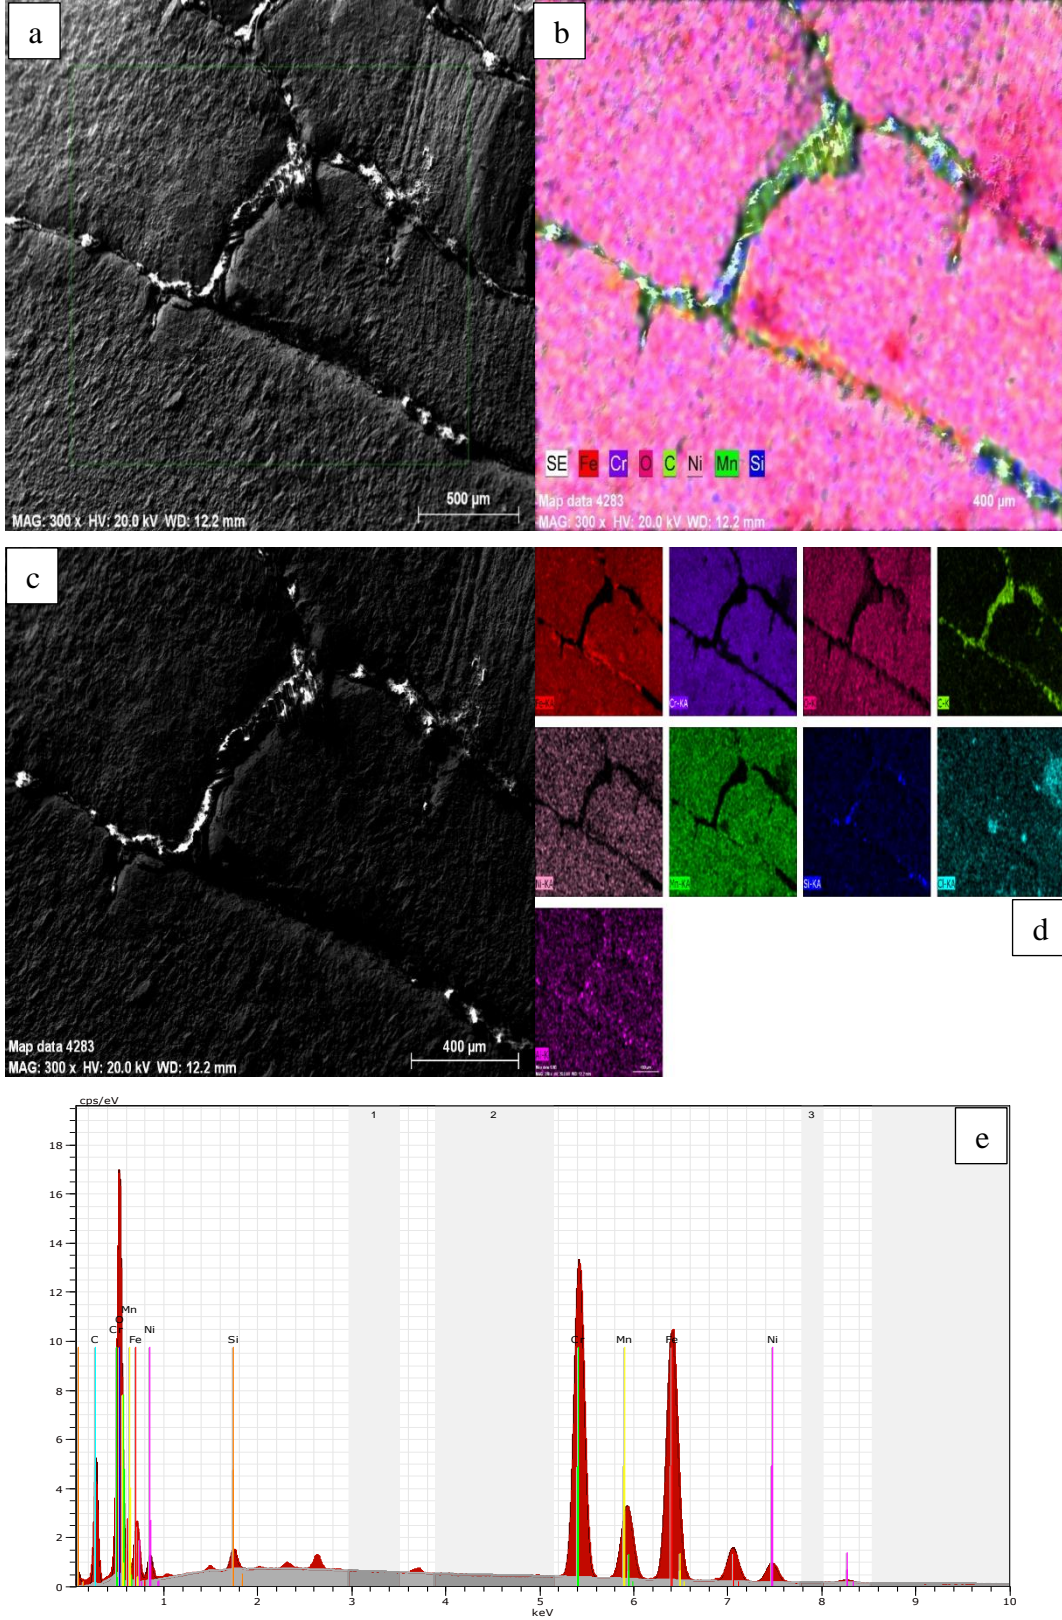 a
b
500 µm
MAG: 300 x HV: 20.0 kV WD: 12.2 mm
SE Fe Cr O C Ni Mn Si
Map data 4283
400 µm
MAG: 300 x HV: 20.0 kV WD: 12.2 mm
c
Map data 4283
400 µm
MAG: 300 x HV: 20.0 kV WD: 12.2 mm
Cr-KA
C-K
Ni-KA
Mn-KA
Si-KA
Cl-KA
d
e
cps/eV
1
2
3
18
16
14
12
10
8
6
4
2
0
C
Cr
O
Mn
Fe
Ni
Si
Cr
Mn
Fe
Ni
1 2 3 4 5 6 7 8 9 10
keV